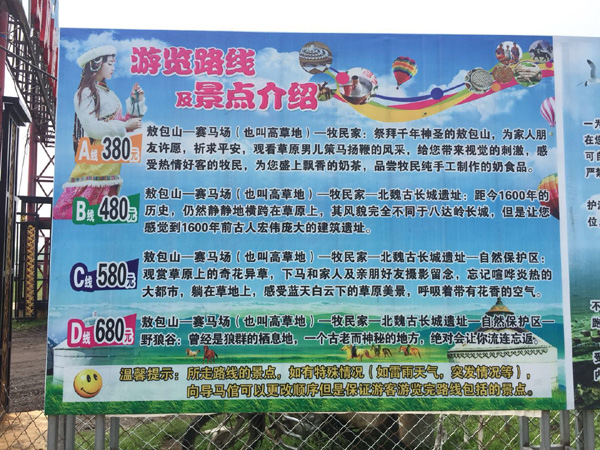 游览路线
及景点介绍
A线 380元
敖包山—赛马场（也叫高草地）—牧民家：祭拜千年神圣的敖包山，为家人朋
友许愿，祈求平安，观看草原男儿策马扬鞭的风采，给您带来视觉的刺激，感
受热情好客的牧民，为您盛上飘香的奶茶，品尝牧民纯手工制作的奶食品。
B线 480元
敖包山—赛马场（也叫高草地）—牧民家—北魏古长城遗址：距今1600年的
历史，仍然静静地横跨在草原上，其风貌完全不同于八达岭长城，但是让您
感觉到1600年前古人宏伟庞大的建筑遗址。
C线 580元
敖包山—赛马场（也叫高草地）—牧民家—北魏古长城遗址—自然保护区：
观赏草原上的奇花异草，下马和家人及亲朋好友摄影留念，忘记喧哗炎热的
大都市，躺在草地上，感受蓝天白云下的草原美景，呼吸着带有花香的空气。
D线 680元
敖包山—赛马场（也叫高草地）—牧民家—北魏古长城遗址—自然保护区—
野狼谷：曾经是狼群的栖息地，一个古老而神秘的地方，绝对会让你流连忘返。
温馨提示：所走路线的景点，如有特殊情况（如雷雨天气，突发情况等），
向导马倌可以更改顺序但是保证游客游览完路线包括的景点。